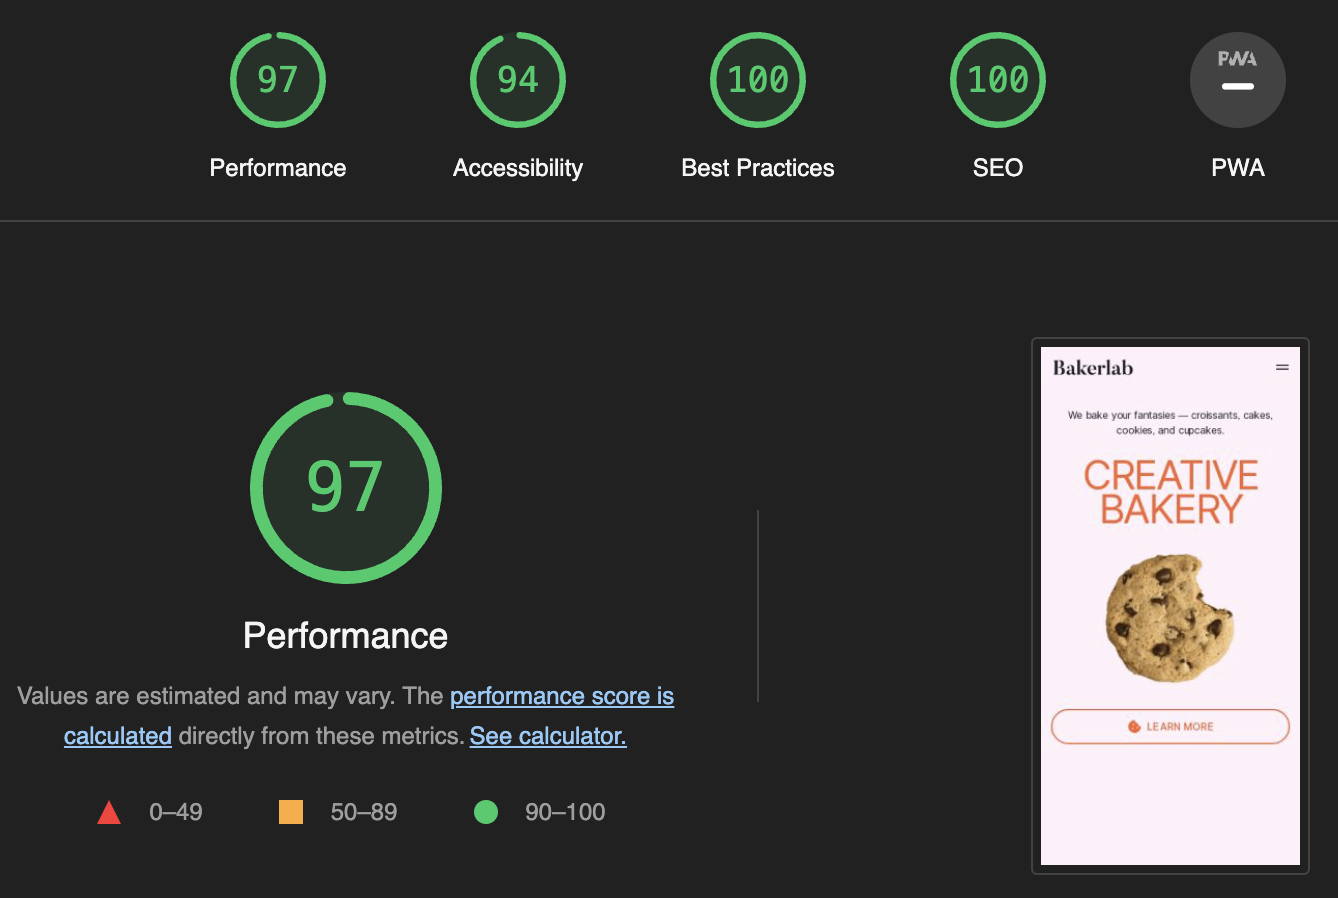 97
94
100
100
PWA
Performance
Accessibility
Best Practices
SEO
PWA
97
Performance
Values are estimated and may vary. The performance score is
calculated directly from these metrics. See calculator.
0–49
50–89
90–100
Bakerlab
We bake your fantasies — croissants, cakes,
cookies, and cupcakes.
CREATIVE
BAKERY
LEARN MORE